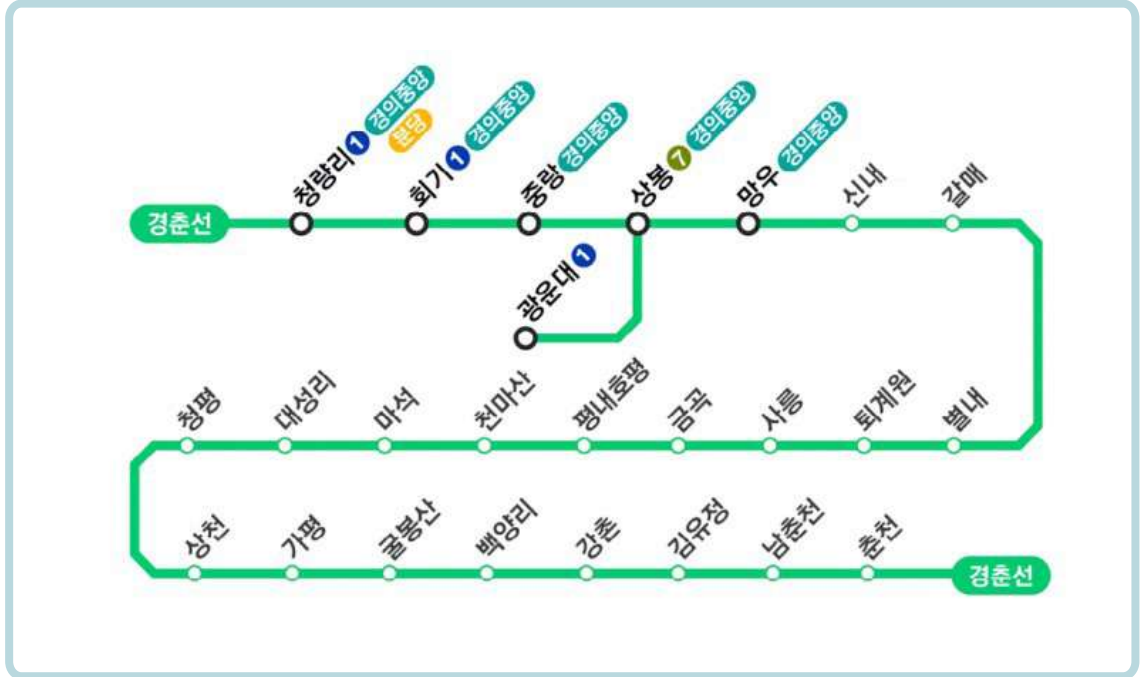 경춘선
청량리 1 경의중앙
분당
회기 1 경의중앙
중랑 경의중앙
상봉 7 경의중앙
망우 경의중앙
신내
갈매
광운대 1
청평
대성리
마석
천마산
평내호평
금곡
사릉
퇴계원
별내
상천
가평
굴봉산
백양리
강촌
김유정
남춘천
춘천
경춘선